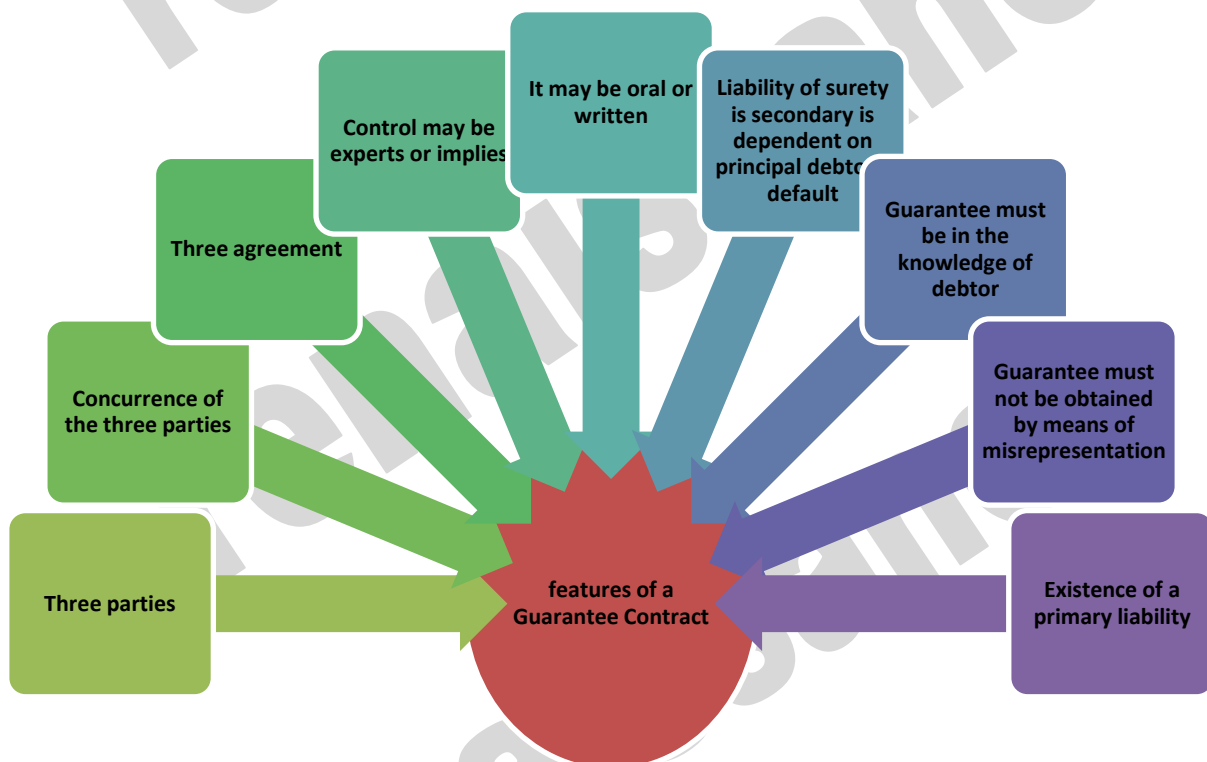 Three parties
Concurrence of
the three parties
Three agreement
Control may be
experts or implies
It may be oral or
written
Liability of surety
is secondary is
dependent on
principal debto
default
Guarantee must
be in the
knowledge of
debtor
Guarantee must
not be obtained
by means of
misrepresentation
Existence of a
primary liability
features of a
Guarantee Contract